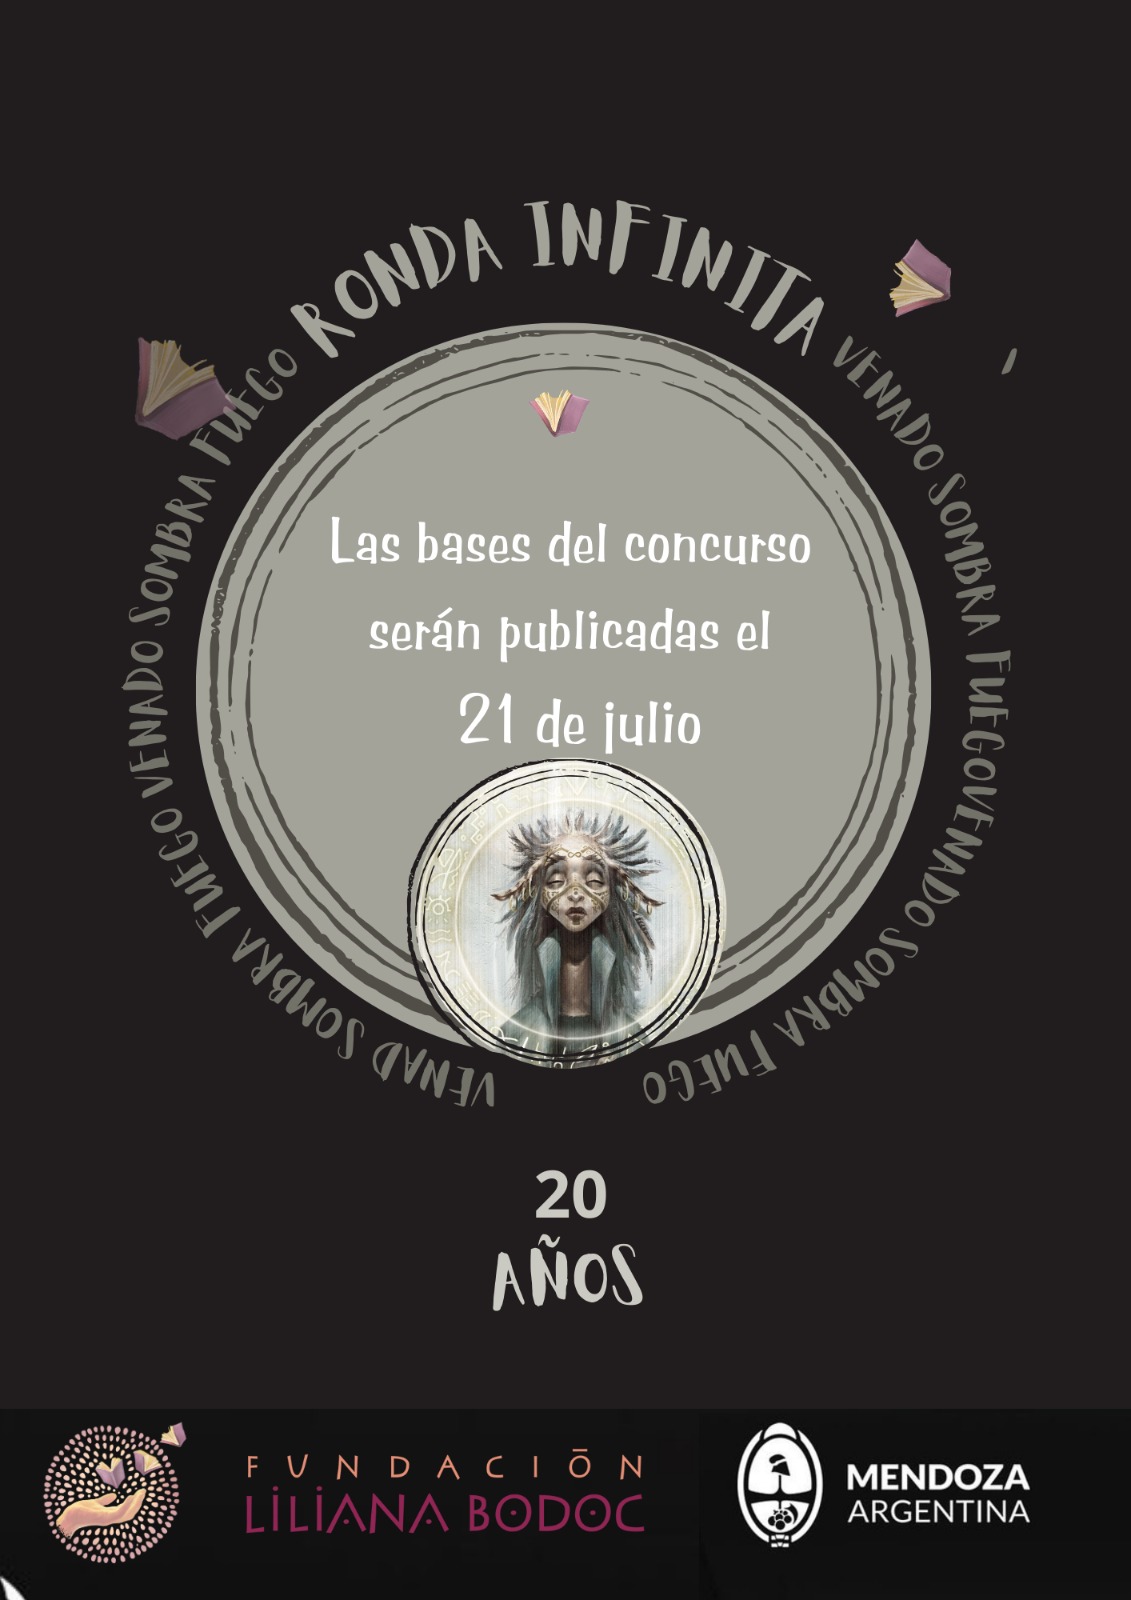 RONDA INFINITA
VENADO SOMBRA FUEGOVENADO SOMBRA FUEGO
VENAD SOMBRA FUEGO VENADO SOMBRA FUEGO
Las bases del concurso
serán publicadas el
21 de julio
20
AÑOS
FUNDACIÓN
LILIANA BODOC
MENDOZA
ARGENTINA